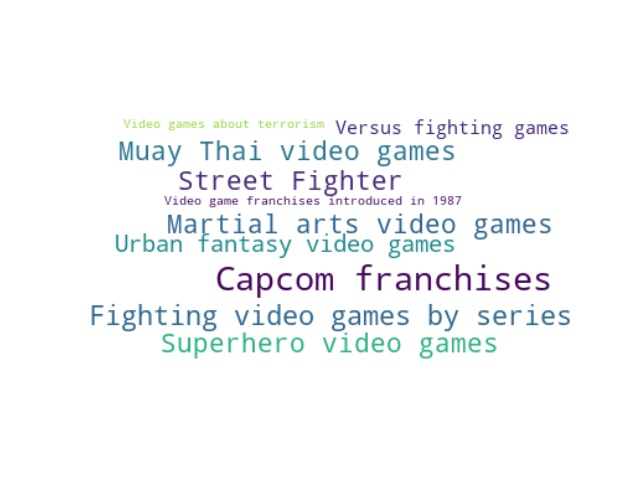 Video games about terrorism
Versus fighting games
Muay Thai video games
Street Fighter
Video game franchises introduced in 1987
Martial arts video games
Urban fantasy video games
Capcom franchises
Fighting video games by series
Superhero video games